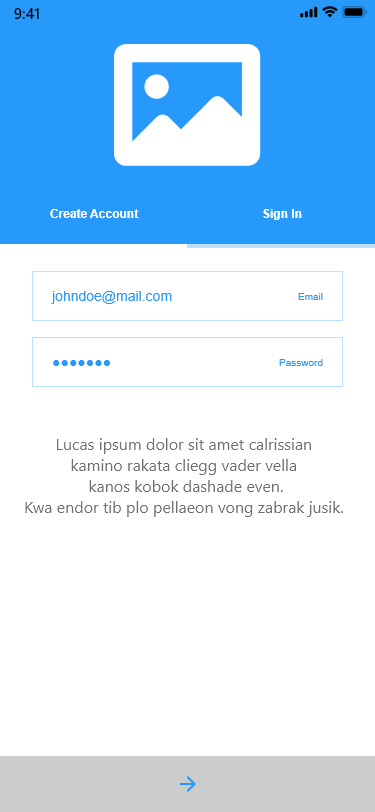 9:41
Create Account
Sign In
johndoe@mail.com
Email
•••••••
Password
Lucas ipsum dolor sit amet calrissian
kamino rakata cliegg vader vella
kanos kobok dashade even.
Kwa endor tib plo pellaeon vong zabrak jusik.